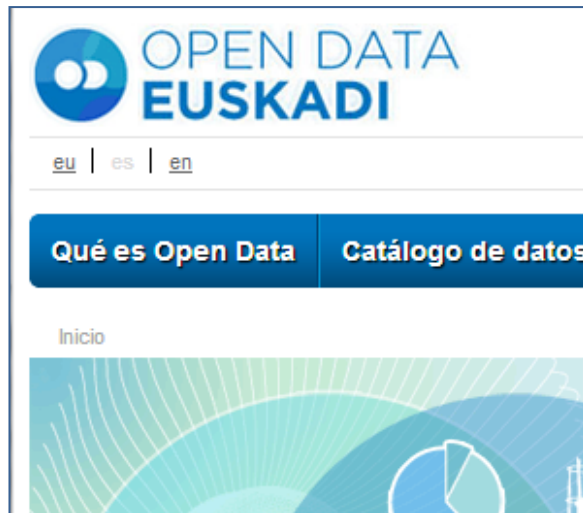 OPEN DATA
EUSKADI
eu | es | en
Qué es Open Data
Catálogo de datos
Inicio